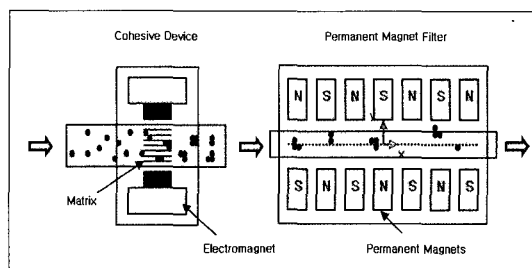 Cohesive Device
Permanent Magnet Filter
N S N S N S N
y
x
S N S N S N S
Matrix
Electromagnet
Permanent Magnets